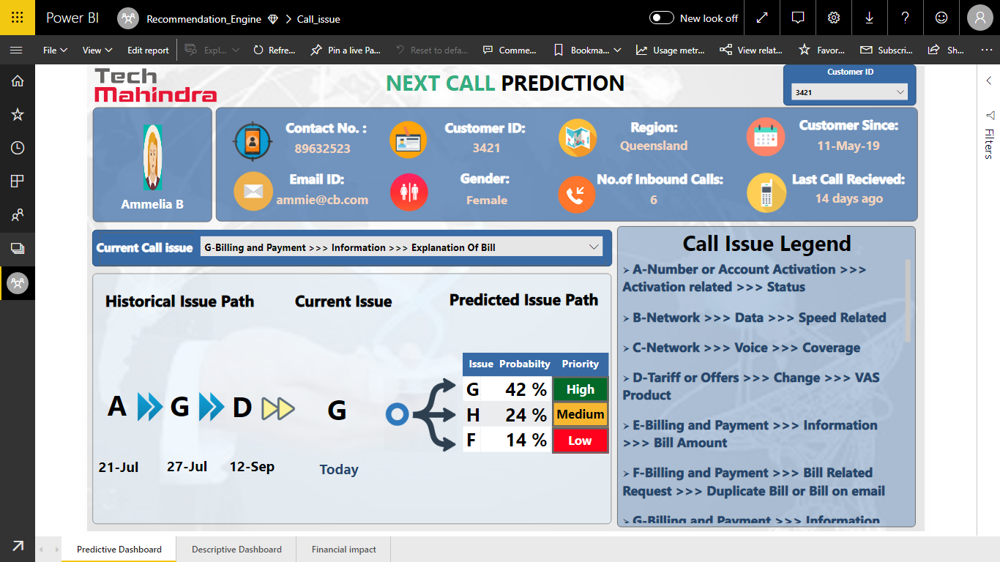 Power BI
Recommendation_Engine
Call_issue
New look off
File
View
Edit report
Expl...
Refre...
Pin a live Pa...
Reset to defa...
Comme...
Bookma...
Usage metr...
View relat...
Favor...
Subscri...
Sh...
Tech
Mahindra
NEXT CALL PREDICTION
Customer ID
3421
Ammelia B
Contact No. :
89632523
Customer ID:
3421
Region:
Queensland
Customer Since:
11-May-19
Email ID:
ammie@cb.com
Gender:
Female
No.of Inbound Calls:
6
Last Call Recieved:
14 days ago
Filters
Current Call issue
G-Billing and Payment >>> Information >>> Explanation Of Bill
Historical Issue Path
Current Issue
Predicted Issue Path
A
G
D
G
21-Jul
27-Jul
12-Sep
Today
Issue Probabilty Priority
G 42 % High
H 24 % Medium
F 14 % Low
Call Issue Legend
A-Number or Account Activation >>>
Activation related >>> Status
B-Network >>> Data >>> Speed Related
C-Network >>> Voice >>> Coverage
D-Tariff or Offers >>> Change >>> VAS
Product
E-Billing and Payment >>> Information
>>> Bill Amount
F-Billing and Payment >>> Bill Related
Request >>> Duplicate Bill or Bill on email
G-Billing and Payment >>> Information
Predictive Dashboard
Descriptive Dashboard
Financial impact